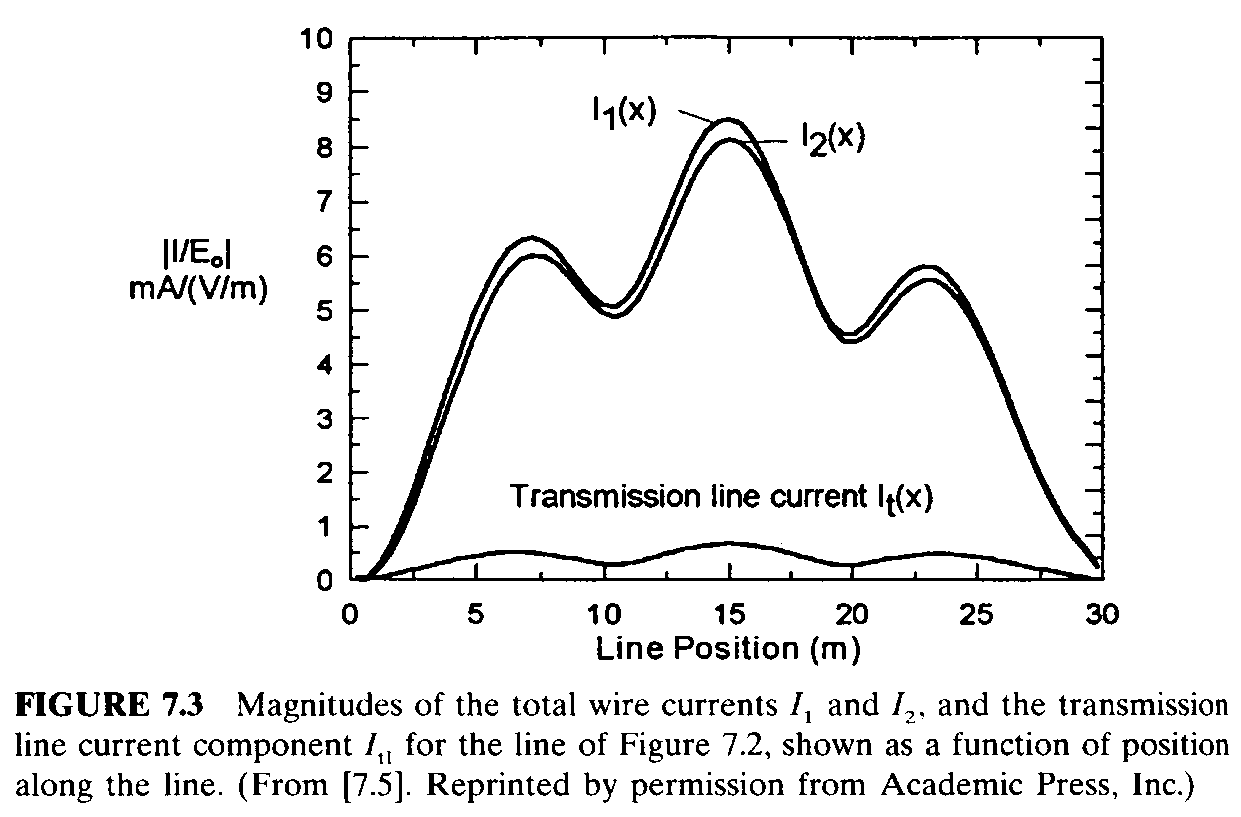 10
9
8
7
6
5
4
3
2
1
0
|I/Eₒ|
mA/(V/m)
I₁(x)
I₂(x)
Transmission line current Iₜ(x)
0 5 10 15 20 25 30
Line Position (m)
FIGURE 7.3 Magnitudes of the total wire currents I₁ and I₂, and the transmission
line current component Iₜₗ for the line of Figure 7.2, shown as a function of position
along the line. (From [7.5]. Reprinted by permission from Academic Press, Inc.)